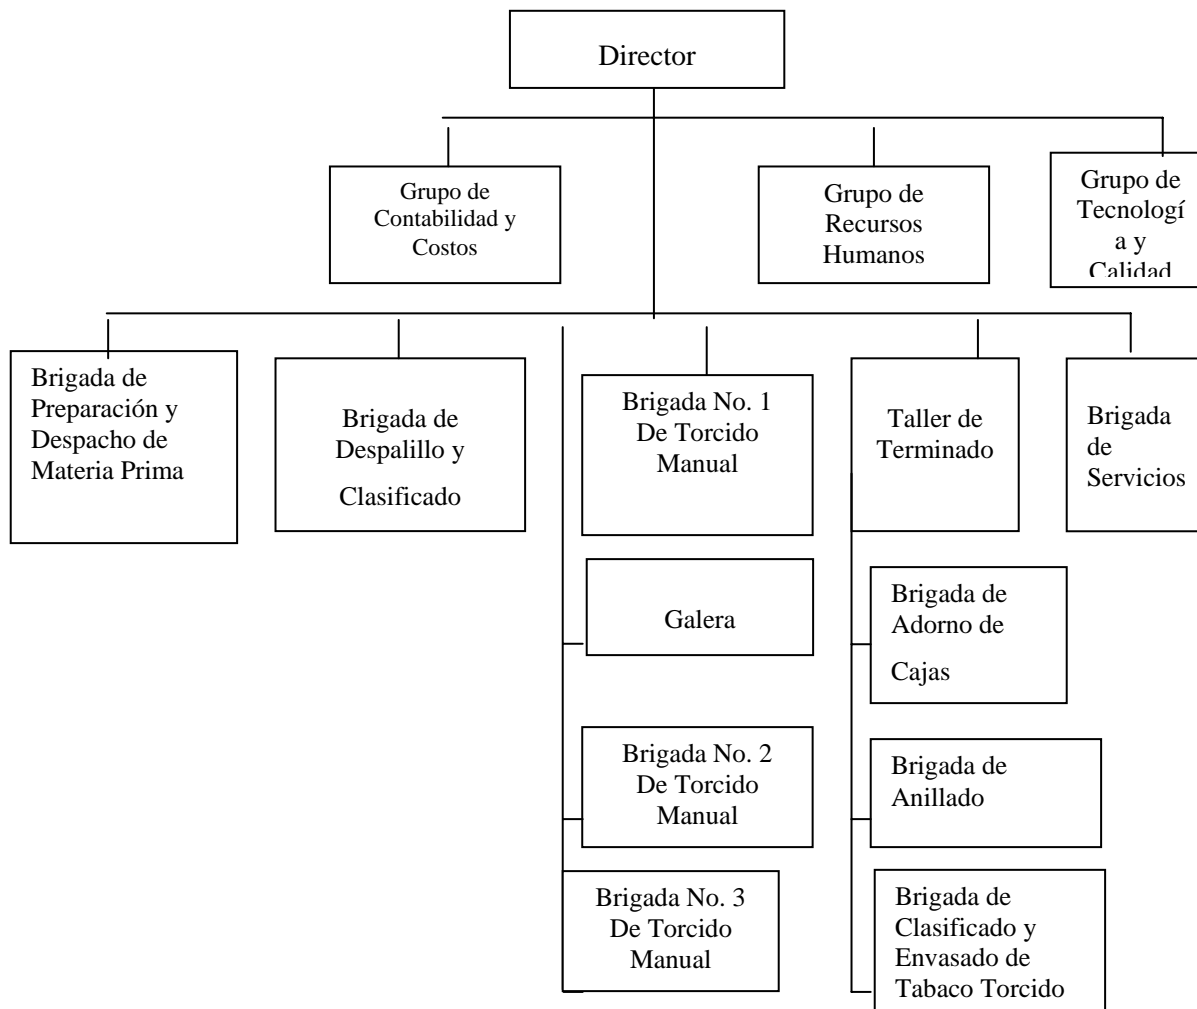 Director
Grupo de
Contabilidad y
Costos
Grupo de
Recursos
Humanos
Grupo de
Tecnologí
a y
Calidad
Brigada de
Preparación y
Despacho de
Materia Prima
Brigada de
Despalillo y
Clasificado
Brigada No. 1
De Torcido
Manual
Taller de
Terminado
Brigada
de
Servicios
Galera
Brigada de
Adorno de
Cajas
Brigada No. 2
De Torcido
Manual
Brigada de
Anillado
Brigada No. 3
De Torcido
Manual
Brigada de
Clasificado y
Envasado de
Tabaco Torcido